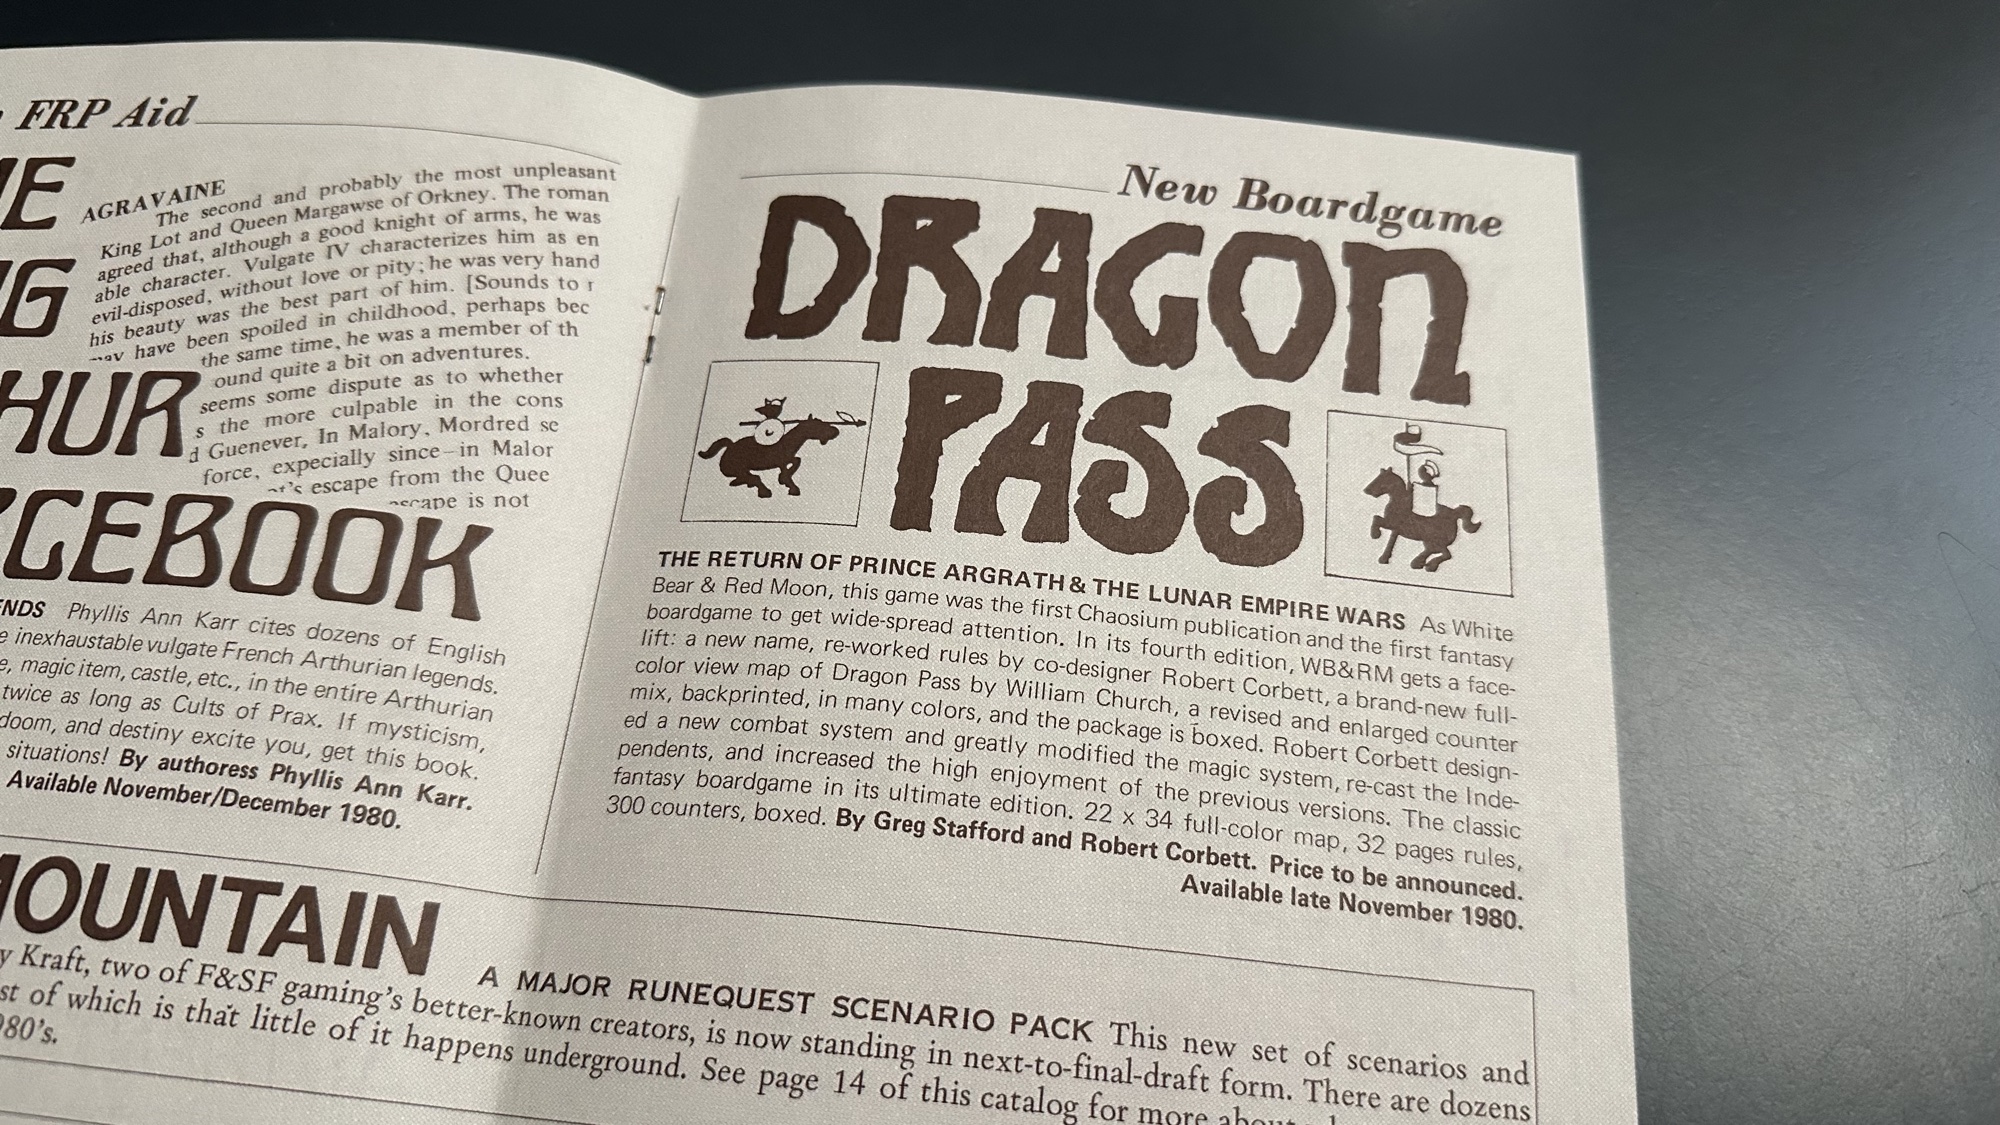 FRP Aid
AGRAVAINE
The second and probably the most unpleasant
King Lot and Queen Margawse of Orkney. The roman
agreed that, although a good knight of arms, he was
able character. Vulgate IV characterizes him as en
evil-disposed, without love or pity; he was very hand
his beauty was the best part of him. [Sounds to
have been spoiled in childhood, perhaps bec
the same time, he was a member of th
ound quite a bit on adventures.
seems some dispute as to whether
s the more culpable in the cons
d Guenever, In Malory, Mordred se
force, expecially since—in Malor
escape from the Quee
is not
HUR
CEBOOK
ENDS Phyllis Ann Karr cites dozens of English
e inexhaustable vulgate French Arthurian legends.
e, magic item, castle, etc., in the entire Arthurian
twice as long as Cults of Prax. If mysticism,
doom, and destiny excite you, get this book.
situations! By authoress Phyllis Ann Karr.
Available November/December 1980.
New Boardgame
DRAGON
PASS
THE RETURN OF PRINCE ARGRATH & THE LUNAR EMPIRE WARS As White
Bear & Red Moon, this game was the first Chaosium publication and the first fantasy
boardgame to get wide-spread attention. In its fourth edition, WB&RM gets a face-
lift: a new name, re-worked rules by co-designer Robert Corbett, a brand-new full-
color view map of Dragon Pass by William Church, a revised and enlarged counter
mix, backprinted, in many colors, and the package is boxed. Robert Corbett design-
ed a new combat system and greatly modified the magic system, re-cast the Inde-
pendents, and increased the high enjoyment of the previous versions. The classic
fantasy boardgame in its ultimate edition. 22 x 34 full-color map, 32 pages rules,
300 counters, boxed. By Greg Stafford and Robert Corbett. Price to be announced.
Available late November 1980.
MOUNTAIN
A MAJOR RUNEQUEST SCENARIO PACK This new set of scenarios and
y Kraft, two of F&SF gaming's better-known creators, is now standing in next-to-final-draft form. There are dozens
st of which is that little of it happens underground. See page 14 of this catalog for more
980's.